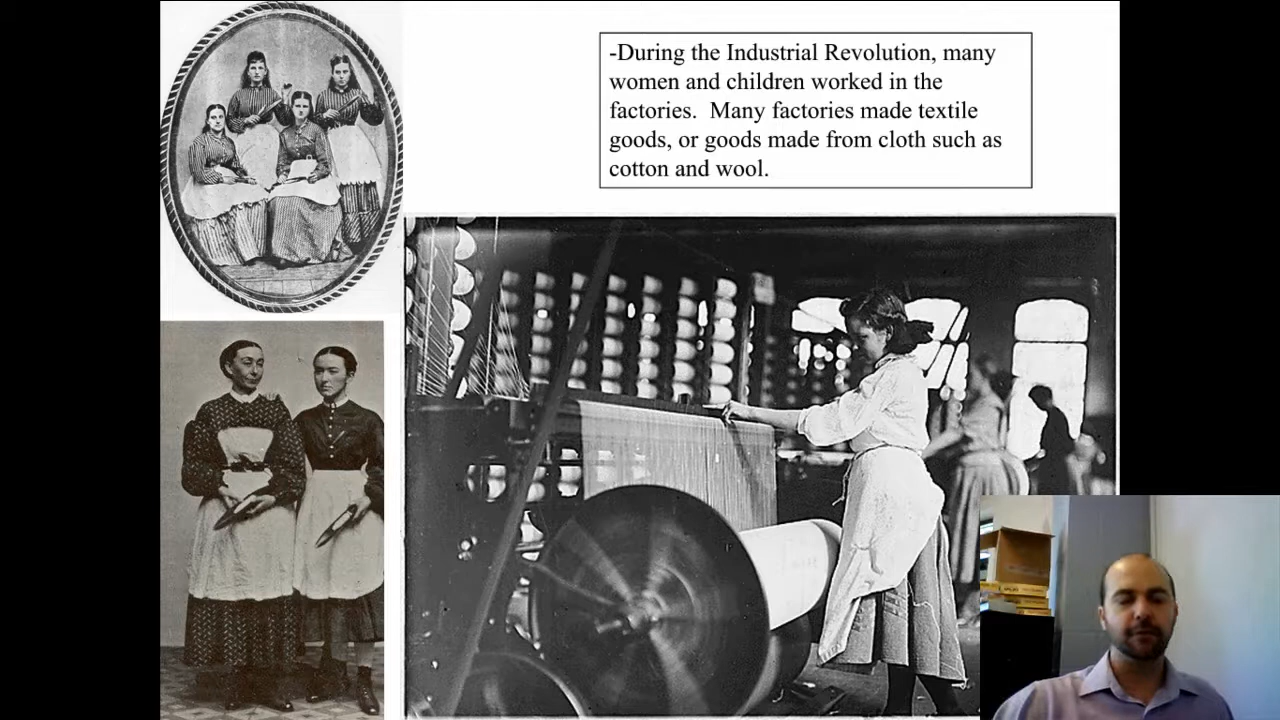 -During the Industrial Revolution, many
women and children worked in the
factories.  Many factories made textile
goods, or goods made from cloth such as
cotton and wool.